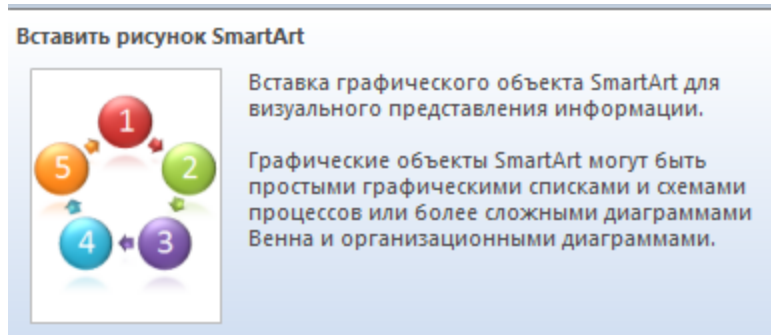 Вставить рисунок SmartArt
Вставка графического объекта SmartArt для
визуального представления информации.
Графические объекты SmartArt могут быть
простыми графическими списками и схемами
процессов или более сложными диаграммами
Венна и организационными диаграммами.
1
2
3
4
5